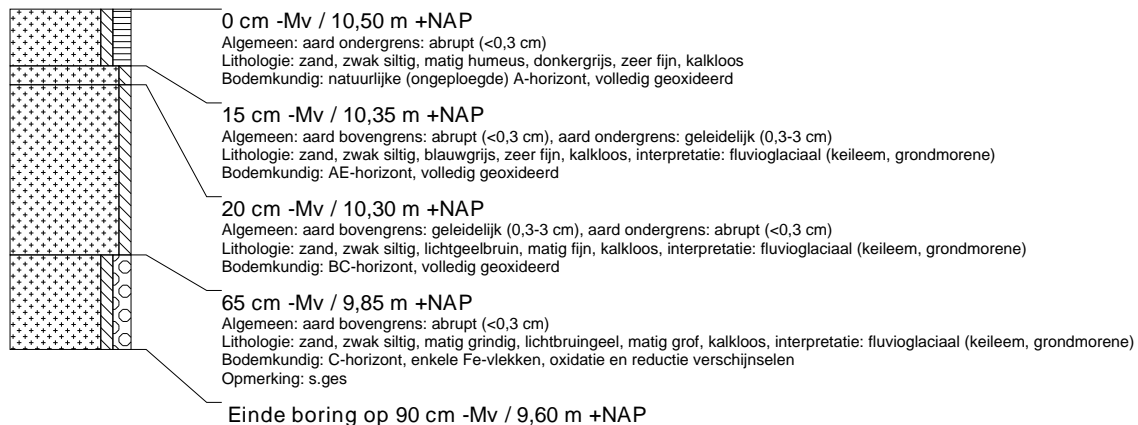 0 cm -Mv / 10,50 m +NAP
Algemeen: aard ondergrens: abrupt (<0,3 cm)
Lithologie: zand, zwak siltig, matig humeus, donkergrijs, zeer fijn, kalkloos
Bodemkundig: natuurlijke (ongeploegde) A-horizont, volledig geoxideerd
15 cm -Mv / 10,35 m +NAP
Algemeen: aard bovengrens: abrupt (<0,3 cm), aard ondergrens: geleidelijk (0,3-3 cm)
Lithologie: zand, zwak siltig, blauwgrijs, zeer fijn, kalkloos, interpretatie: fluvioglaciaal (keileem, grondmorene)
Bodemkundig: AE-horizont, volledig geoxideerd
20 cm -Mv / 10,30 m +NAP
Algemeen: aard bovengrens: geleidelijk (0,3-3 cm), aard ondergrens: abrupt (<0,3 cm)
Lithologie: zand, zwak siltig, lichtgeelbruin, matig fijn, kalkloos, interpretatie: fluvioglaciaal (keileem, grondmorene)
Bodemkundig: BC-horizont, volledig geoxideerd
65 cm -Mv / 9,85 m +NAP
Algemeen: aard bovengrens: abrupt (<0,3 cm)
Lithologie: zand, zwak siltig, matig grindig, lichtbruingeel, matig grof, kalkloos, interpretatie: fluvioglaciaal (keileem, grondmorene)
Bodemkundig: C-horizont, enkele Fe-vlekken, oxidatie en reductie verschijnselen
Opmerking: s.ges
Einde boring op 90 cm -Mv / 9,60 m +NAP